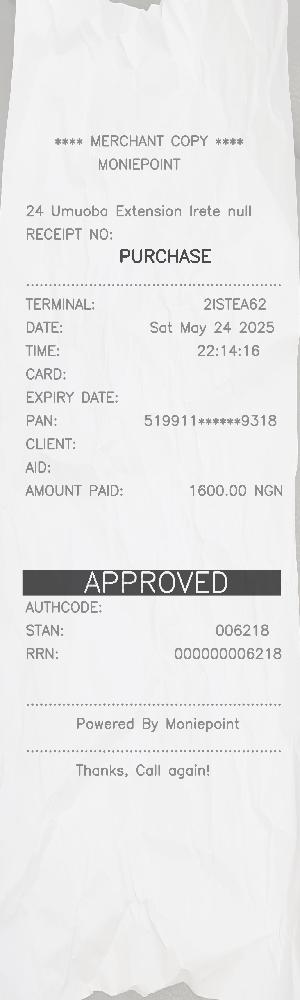 **** MERCHANT COPY ****
MONIEPOINT
24 Umuoba Extension Irete null
RECEIPT NO:
PURCHASE
TERMINAL: 2ISTEA62
DATE: Sat May 24 2025
TIME: 22:14:16
CARD:
EXPIRY DATE:
PAN: 519911******9318
CLIENT:
AID:
AMOUNT PAID: 1600.00 NGN
APPROVED
AUTHCODE:
STAN: 006218
RRN: 000000006218
Powered By Moniepoint
Thanks, Call again!